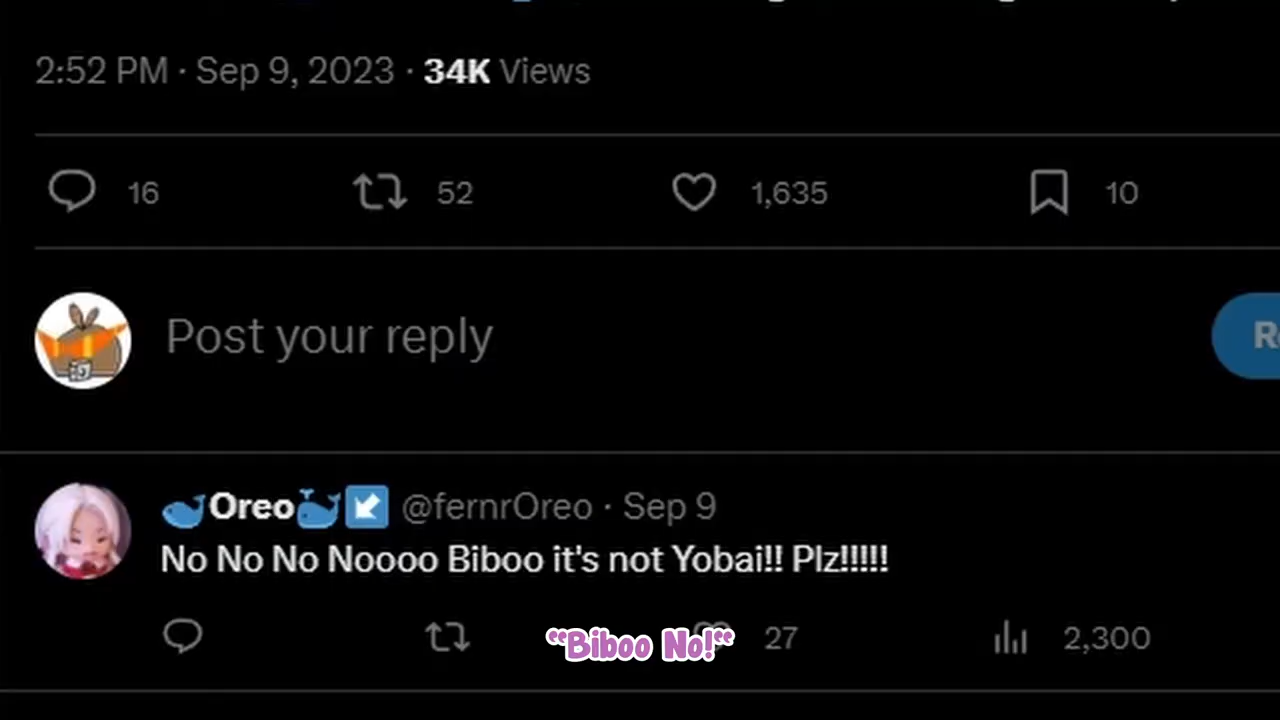 2:52 PM · Sep 9, 2023 · 34K Views
16 52 1,635 10
Post your reply
🐋Oreo🐳↙️ @fernrOreo · Sep 9
No No No Noooo Biboo it's not Yobai!! Plz!!!!!
27 2,300
“Biboo No!“